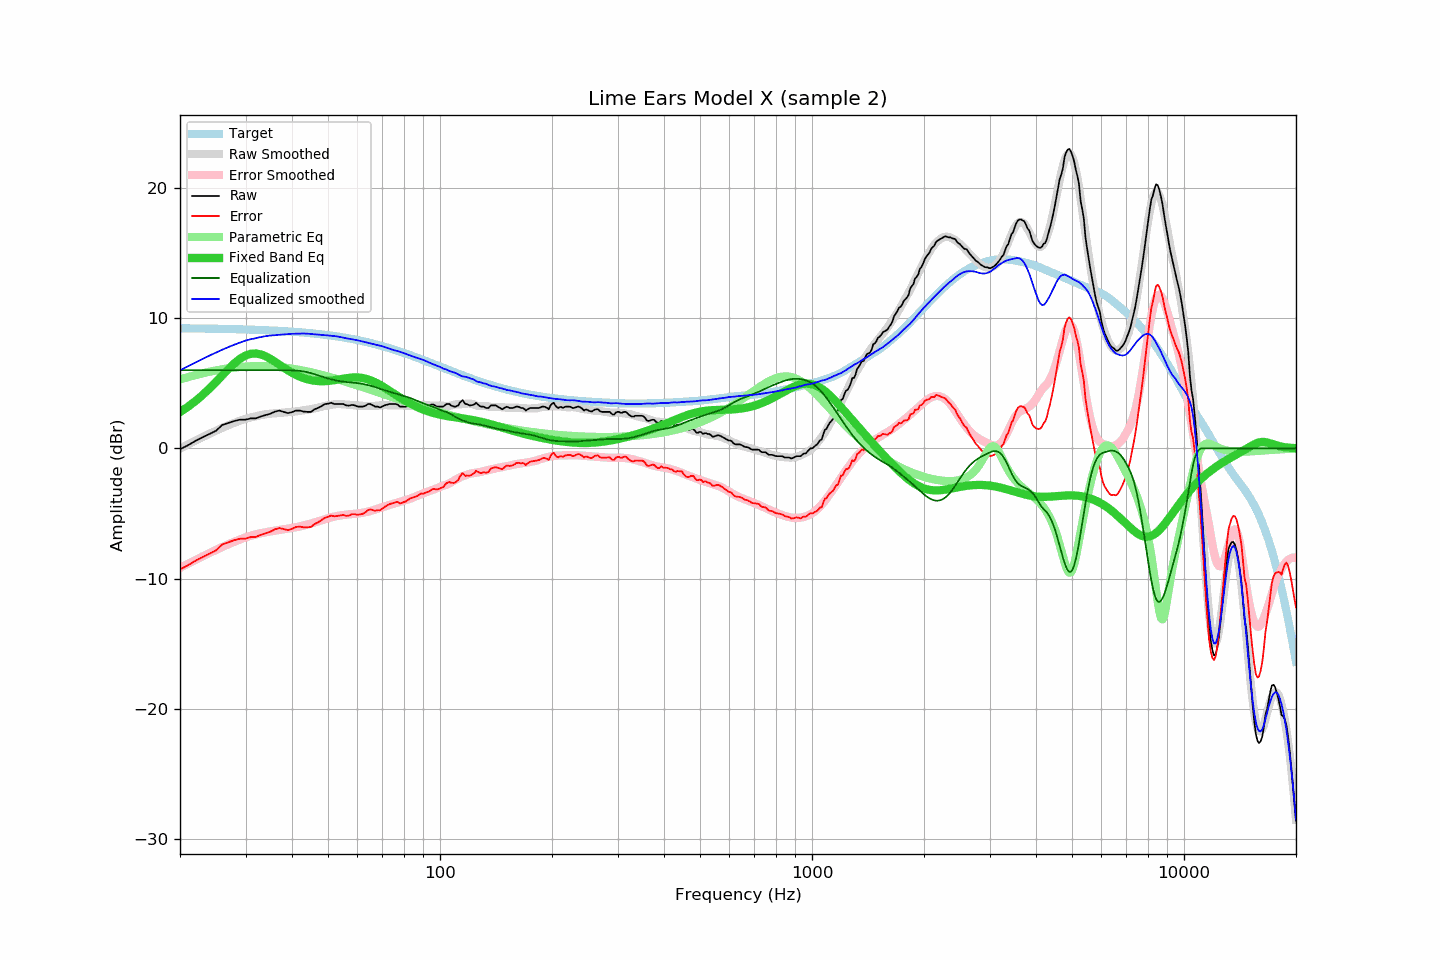 Lime Ears Model X (sample 2)
Target
Raw Smoothed
Error Smoothed
Raw
Error
Parametric Eq
Fixed Band Eq
Equalization
Equalized smoothed
20
10
0
−10
−20
−30
Amplitude (dBr)
100
1000
10000
Frequency (Hz)